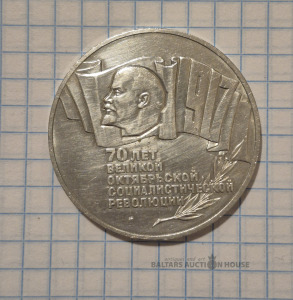 1917
70 ЛЕТ
ВЕЛИКОЙ
ОКТЯБРЬСКОЙ
СОЦИАЛИСТИЧЕСКОЙ
РЕВОЛЮЦИИ
BALTARS AUCTION HOUSE